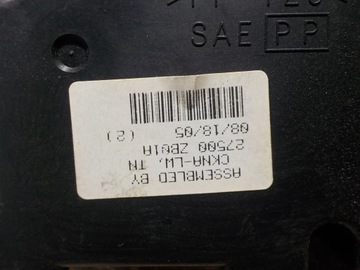 SAE PP
ASSEMBLED BY
CKNA-LW, TN
27500 ZB01A
08/18/05 (2)